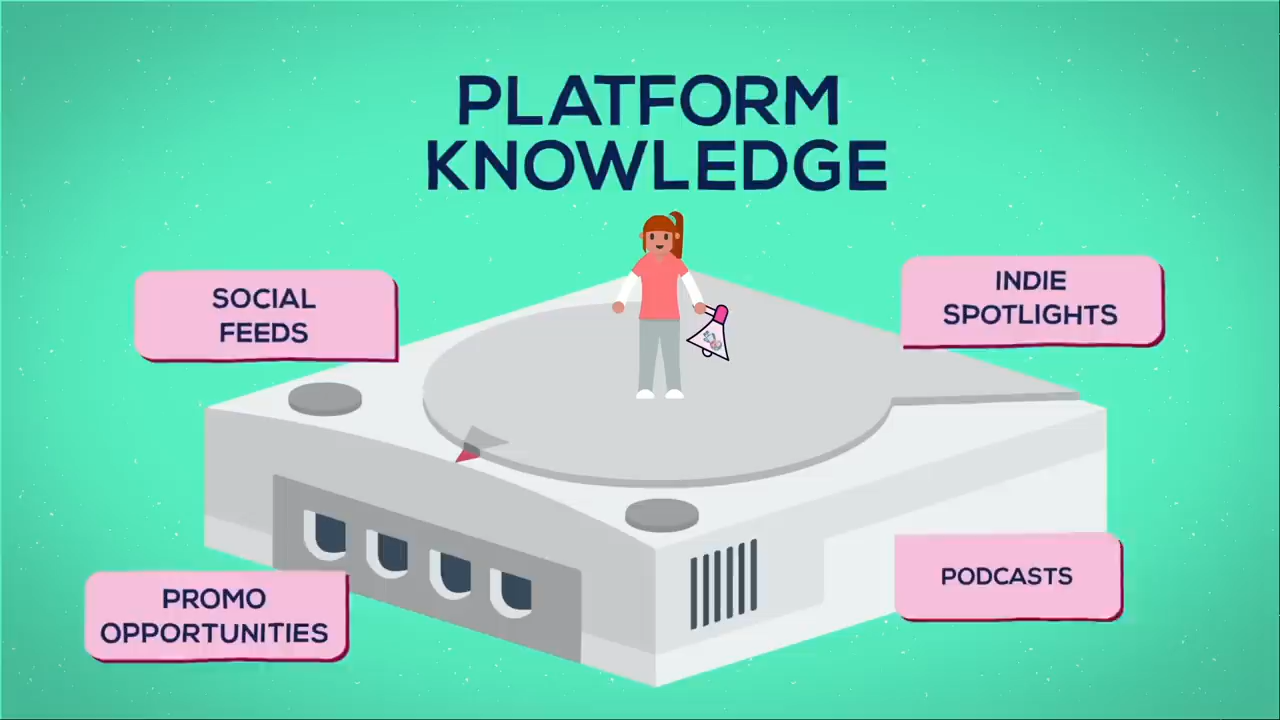 PLATFORM
KNOWLEDGE
SOCIAL
FEEDS
INDIE
SPOTLIGHTS
PROMO
OPPORTUNITIES
PODCASTS